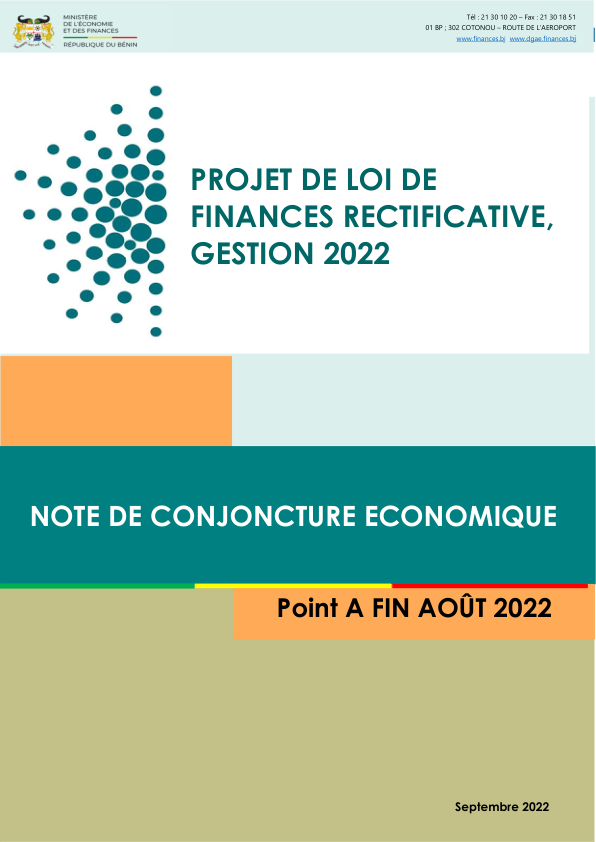 MINISTÈRE
DE L'ÉCONOMIE
ET DES FINANCES
RÉPUBLIQUE DU BÉNIN
Tél : 21 30 10 20 – Fax : 21 30 18 51
01 BP ; 302 COTONOU – ROUTE DE L'AEROPORT
www.finances.bj www.dgae.finances.bj
PROJET DE LOI DE
FINANCES RECTIFICATIVE,
GESTION 2022
NOTE DE CONJONCTURE ECONOMIQUE
Point A FIN AOÛT 2022
Septembre 2022